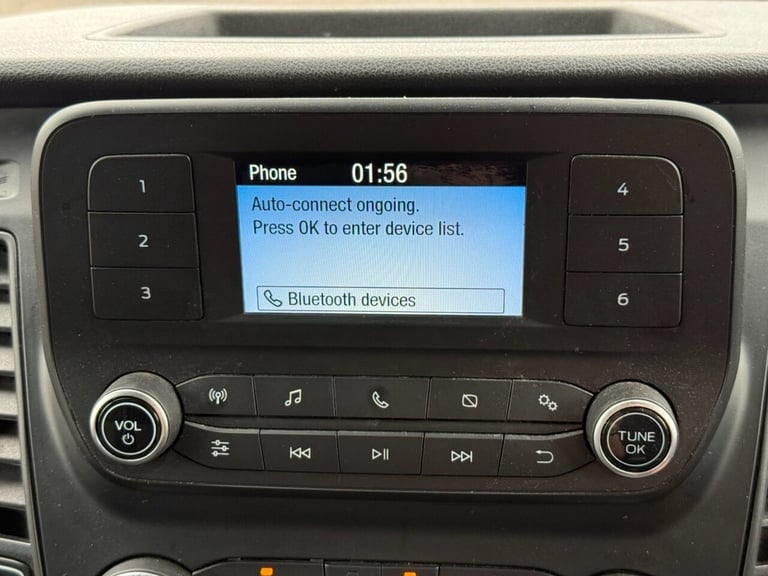 Phone 01:56
Auto-connect ongoing.
Press OK to enter device list.
Bluetooth devices
1
2
3
4
5
6
VOL
TUNE
OK